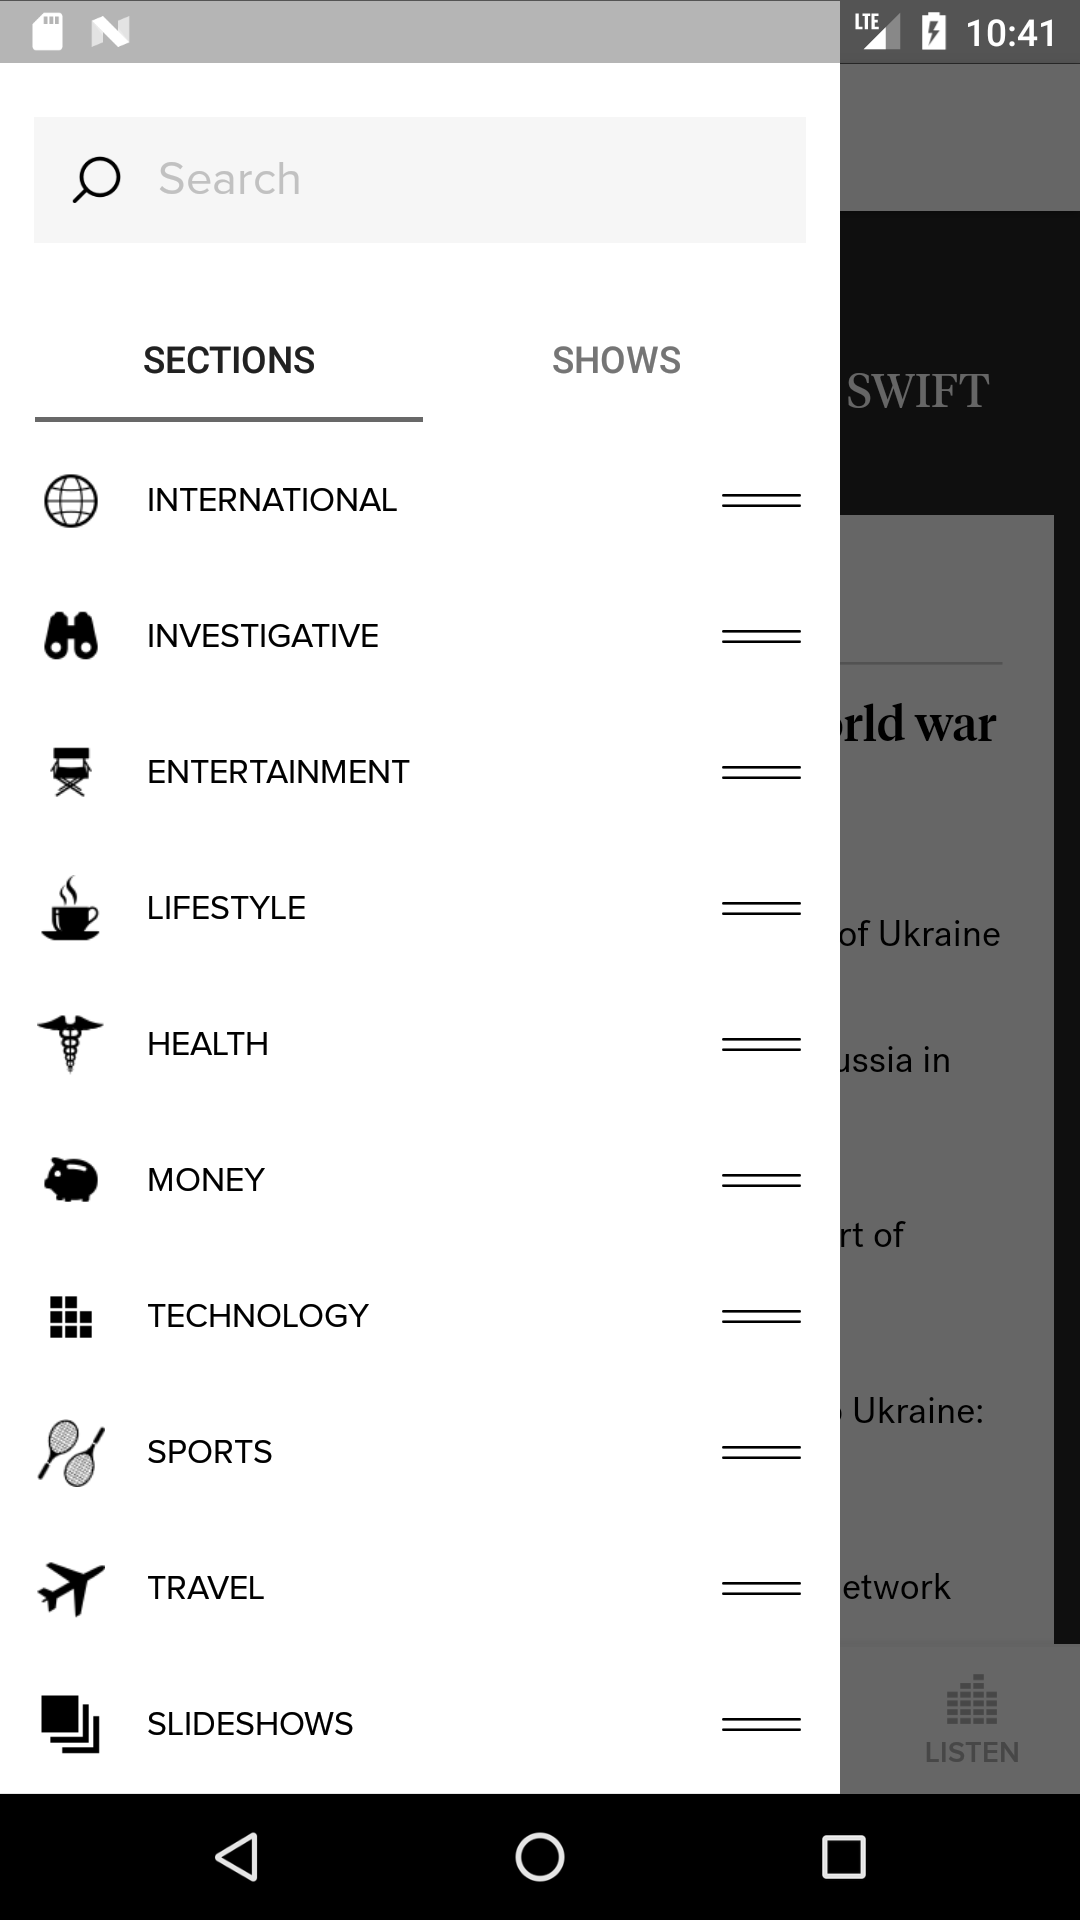 LTE 10:41
Search
SECTIONS SHOWS
SWIFT
INTERNATIONAL
INVESTIGATIVE
rld war
ENTERTAINMENT
LIFESTYLE
of Ukraine
HEALTH
ussia in
MONEY
rt of
TECHNOLOGY
Ukraine:
SPORTS
TRAVEL
etwork
SLIDESHOWS
LISTEN